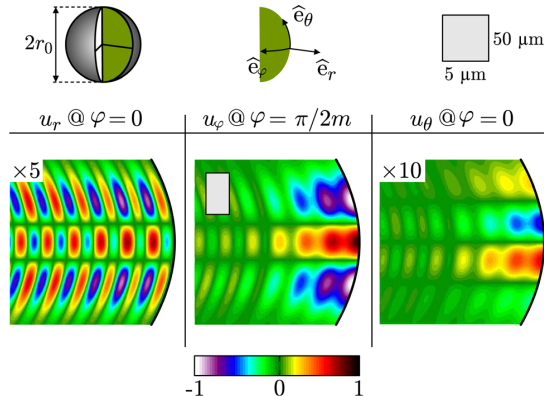 2r₀
ê_θ
ê_φ
ê_r
50 μm
5 μm
u_r @ φ = 0
u_φ @ φ = π/2m
u_θ @ φ = 0
×5
×10
-1 0 1